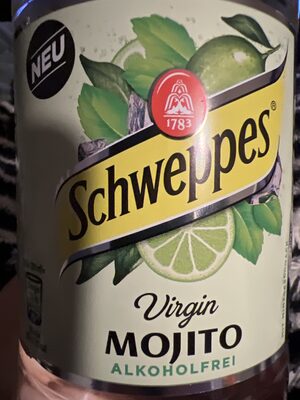 NEU
1783
Schweppes®
Virgin
MOJITO
ALKOHOLFREI